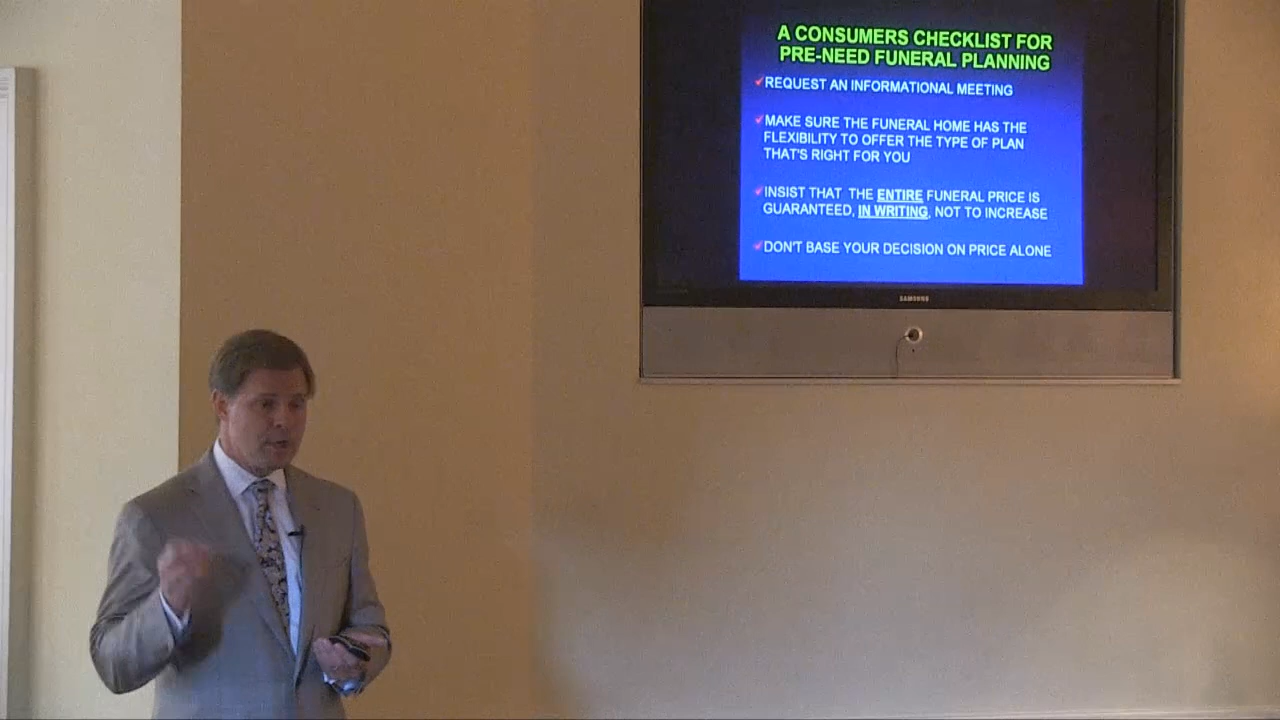 A CONSUMERS CHECKLIST FOR
PRE-NEED FUNERAL PLANNING
✓REQUEST AN INFORMATIONAL MEETING
✓MAKE SURE THE FUNERAL HOME HAS THE
FLEXIBILITY TO OFFER THE TYPE OF PLAN
THAT'S RIGHT FOR YOU
✓INSIST THAT THE ENTIRE FUNERAL PRICE IS
GUARANTEED, IN WRITING, NOT TO INCREASE
✓DON'T BASE YOUR DECISION ON PRICE ALONE
SAMSUNG